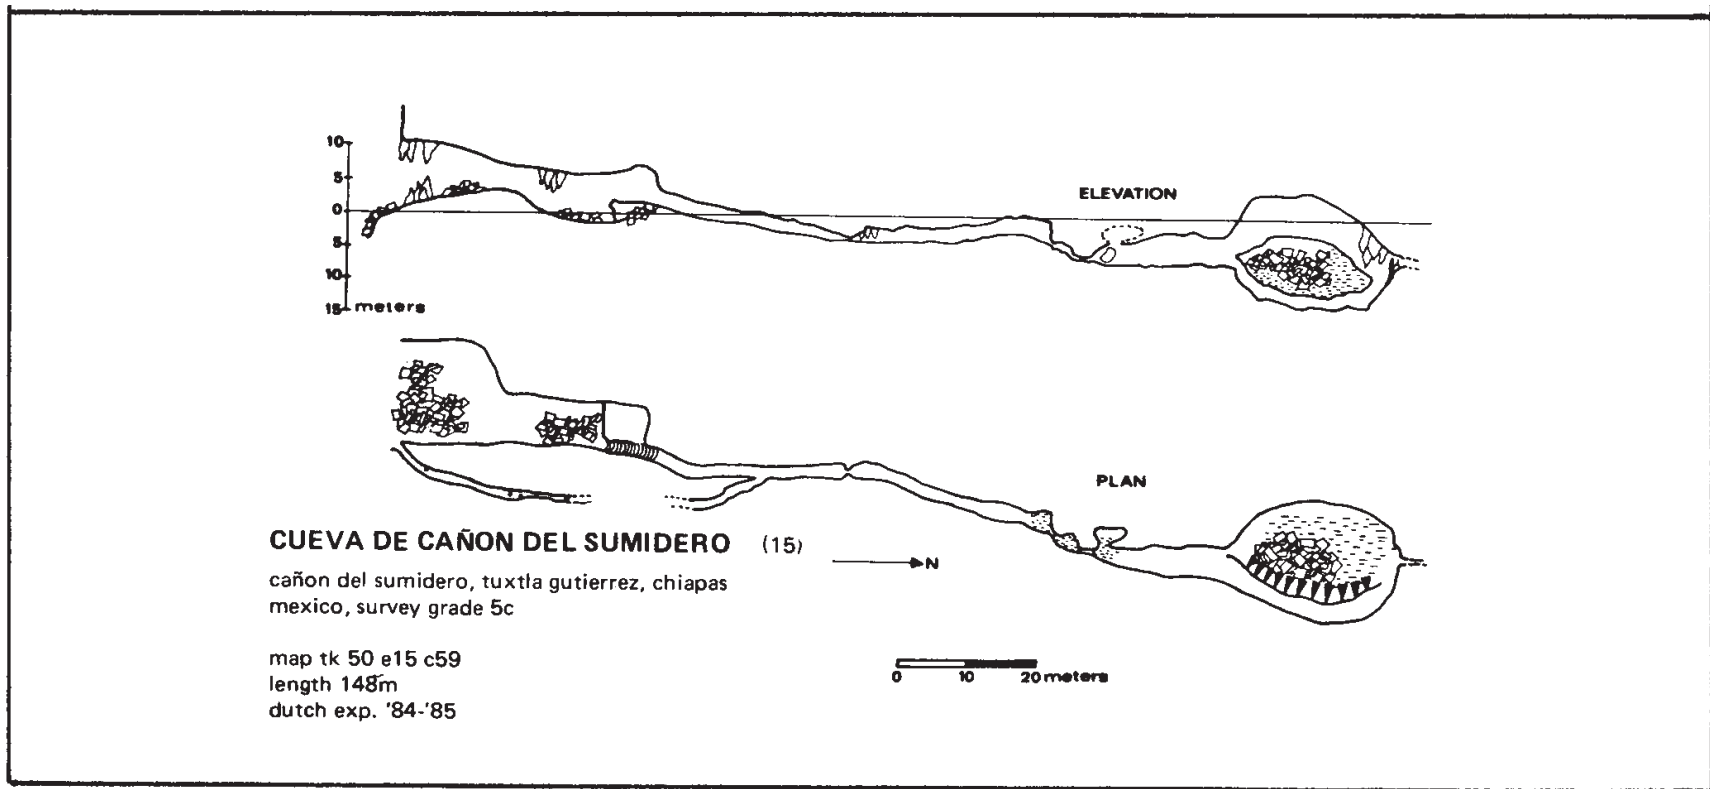 10
5
0
5
10
15 meters
ELEVATION
PLAN
CUEVA DE CAÑON DEL SUMIDERO (15)
cañon del sumidero, tuxtla gutierrez, chiapas
mexico, survey grade 5c
N
map tk 50 e15 c59
length 148m
dutch exp. '84-'85
0 10 20 meters